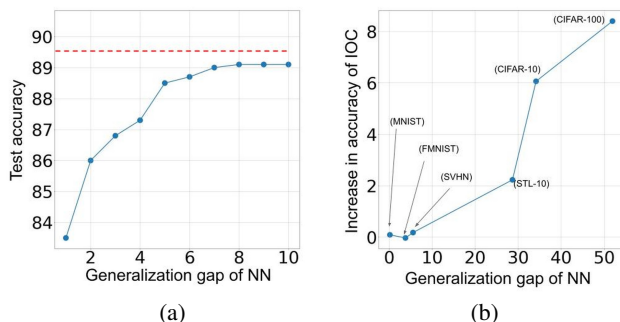 90
89
88
87
86
85
84
Test accuracy
2
4
6
8
10
Generalization gap of NN
(a)
8
6
4
2
0
Increase in accuracy of IOC
(CIFAR-100)
(CIFAR-10)
(MNIST)
(FMNIST)
(SVHN)
(STL-10)
0
10
20
30
40
50
Generalization gap of NN
(b)